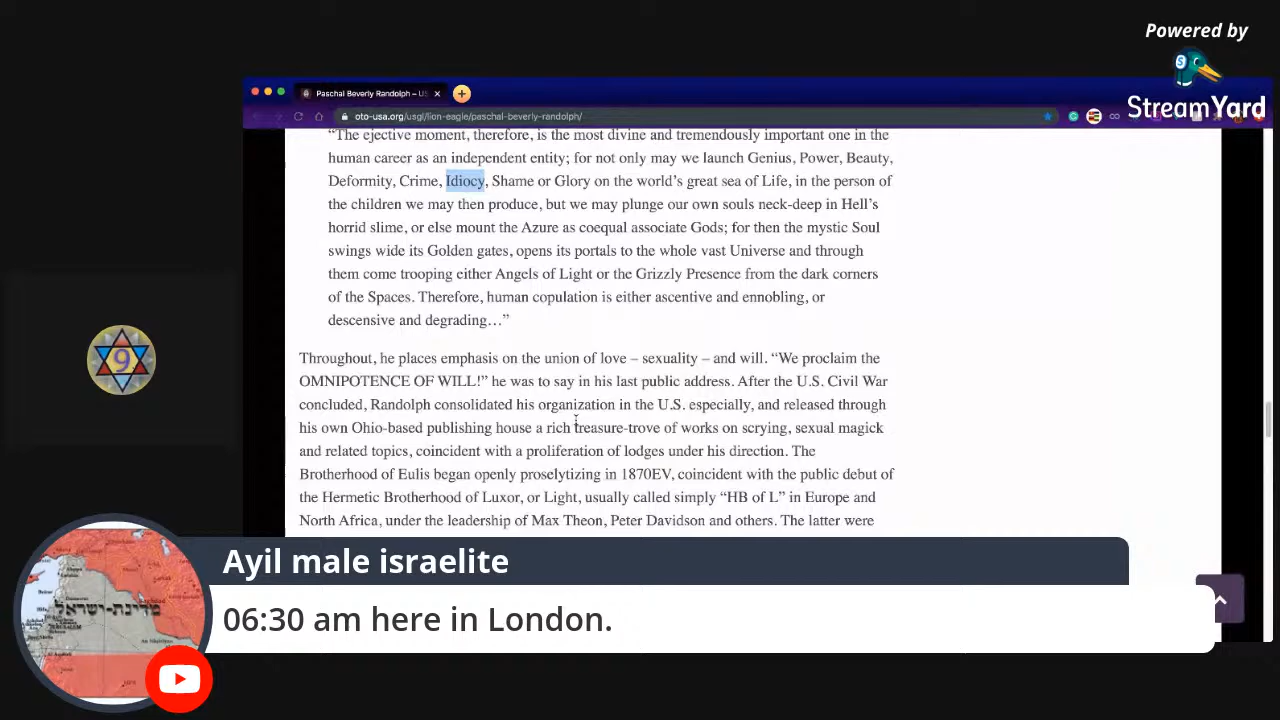 Powered by
StreamYard
Paschal Beverly Randolph – U
oto-usa.org/usgl/lion-eagle/paschal-beverly-randolph/
“The ejective moment, therefore, is the most divine and tremendously important one in the
human career as an independent entity; for not only may we launch Genius, Power, Beauty,
Deformity, Crime, Idiocy, Shame or Glory on the world’s great sea of Life, in the person of
the children we may then produce, but we may plunge our own souls neck-deep in Hell’s
horrid slime, or else mount the Azure as coequal associate Gods; for then the mystic Soul
swings wide its Golden gates, opens its portals to the whole vast Universe and through
them come trooping either Angels of Light or the Grizzly Presence from the dark corners
of the Spaces. Therefore, human copulation is either ascentive and ennobling, or
descensive and degrading…”
Throughout, he places emphasis on the union of love – sexuality – and will. “We proclaim the
OMNIPOTENCE OF WILL!” he was to say in his last public address. After the U.S. Civil War
concluded, Randolph consolidated his organization in the U.S. especially, and released through
his own Ohio-based publishing house a rich treasure-trove of works on scrying, sexual magick
and related topics, coincident with a proliferation of lodges under his direction. The
Brotherhood of Eulis began openly proselytizing in 1870EV, coincident with the public debut of
the Hermetic Brotherhood of Luxor, or Light, usually called simply “HB of L” in Europe and
North Africa, under the leadership of Max Theon, Peter Davidson and others. The latter were
9
מדינת-ישראל
Ayil male israelite
06:30 am here in London.